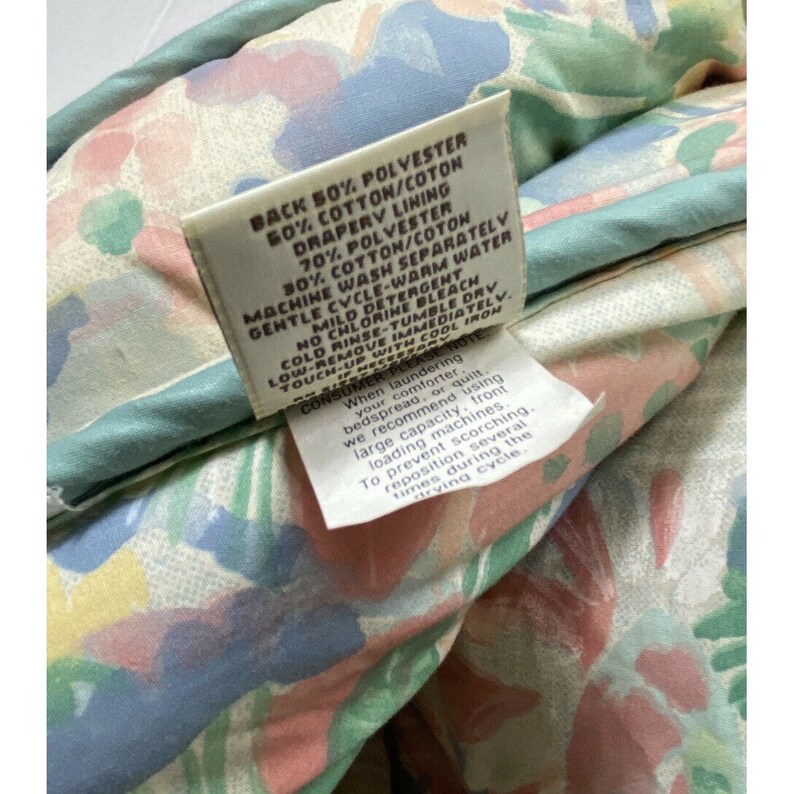 BACK 50% POLYESTER
50% COTTON/COTON
DRAPERY LINING
70% POLYESTER
30% COTTON/COTON
MACHINE WASH SEPARATELY
GENTLE CYCLE-WARM WATER
MILD DETERGENT
NO CHLORINE BLEACH
COLD RINSE-TUMBLE DRY
LOW-REMOVE IMMEDIATELY.
TOUCH-UP WITH COOL IRON
IF NECESSARY
CONSUMER PLEASE NOTE:
When laundering
your comforter,
bedspread, or quilt,
we recommend using
large capacity, front
loading machines.
To prevent scorching,
reposition several
times during the
drying cycle.